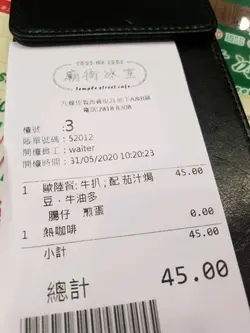 廟街冰室
temple street cafe
檯號 :3
賬單號碼: 52012
開檯員工 : waiter
開檯時間 : 31/05/2020 10:20:23
1 歐陸餐: 牛扒; 配 茄汁焗 45.00
豆 , 牛油多
腸仔 煎蛋
1 熱咖啡 0.00
小計 45.00
總計 45.00